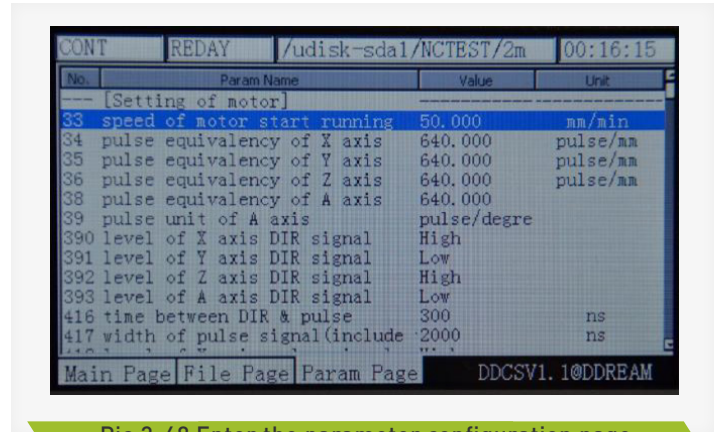 CONT REDAY /udisk-sda1/NCTEST/2m 00:16:15
No. Param Name Value Unit
--- [Setting of motor] --------------------------
33 speed of motor start running 50.000 mm/min
34 pulse equivalency of X axis 640.000 pulse/mm
35 pulse equivalency of Y axis 640.000 pulse/mm
36 pulse equivalency of Z axis 640.000 pulse/mm
38 pulse equivalency of A axis 640.000
39 pulse unit of A axis pulse/degre
390 level of X axis DIR signal High
391 level of Y axis DIR signal Low
392 level of Z axis DIR signal High
393 level of A axis DIR signal Low
416 time between DIR & pulse 300 ns
417 width of pulse signal(include 2000 ns
Main Page File Page Param Page DDCSV1.1@DDREAM